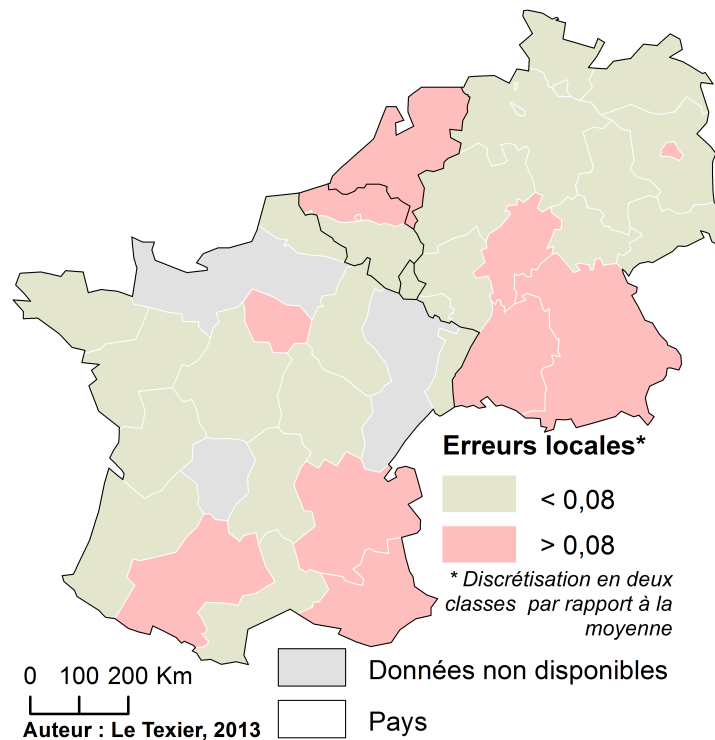 Erreurs locales*
< 0,08
> 0,08
* Discrétisation en deux
classes par rapport à la
moyenne
0 100 200 Km
Données non disponibles
Pays
Auteur : Le Texier, 2013